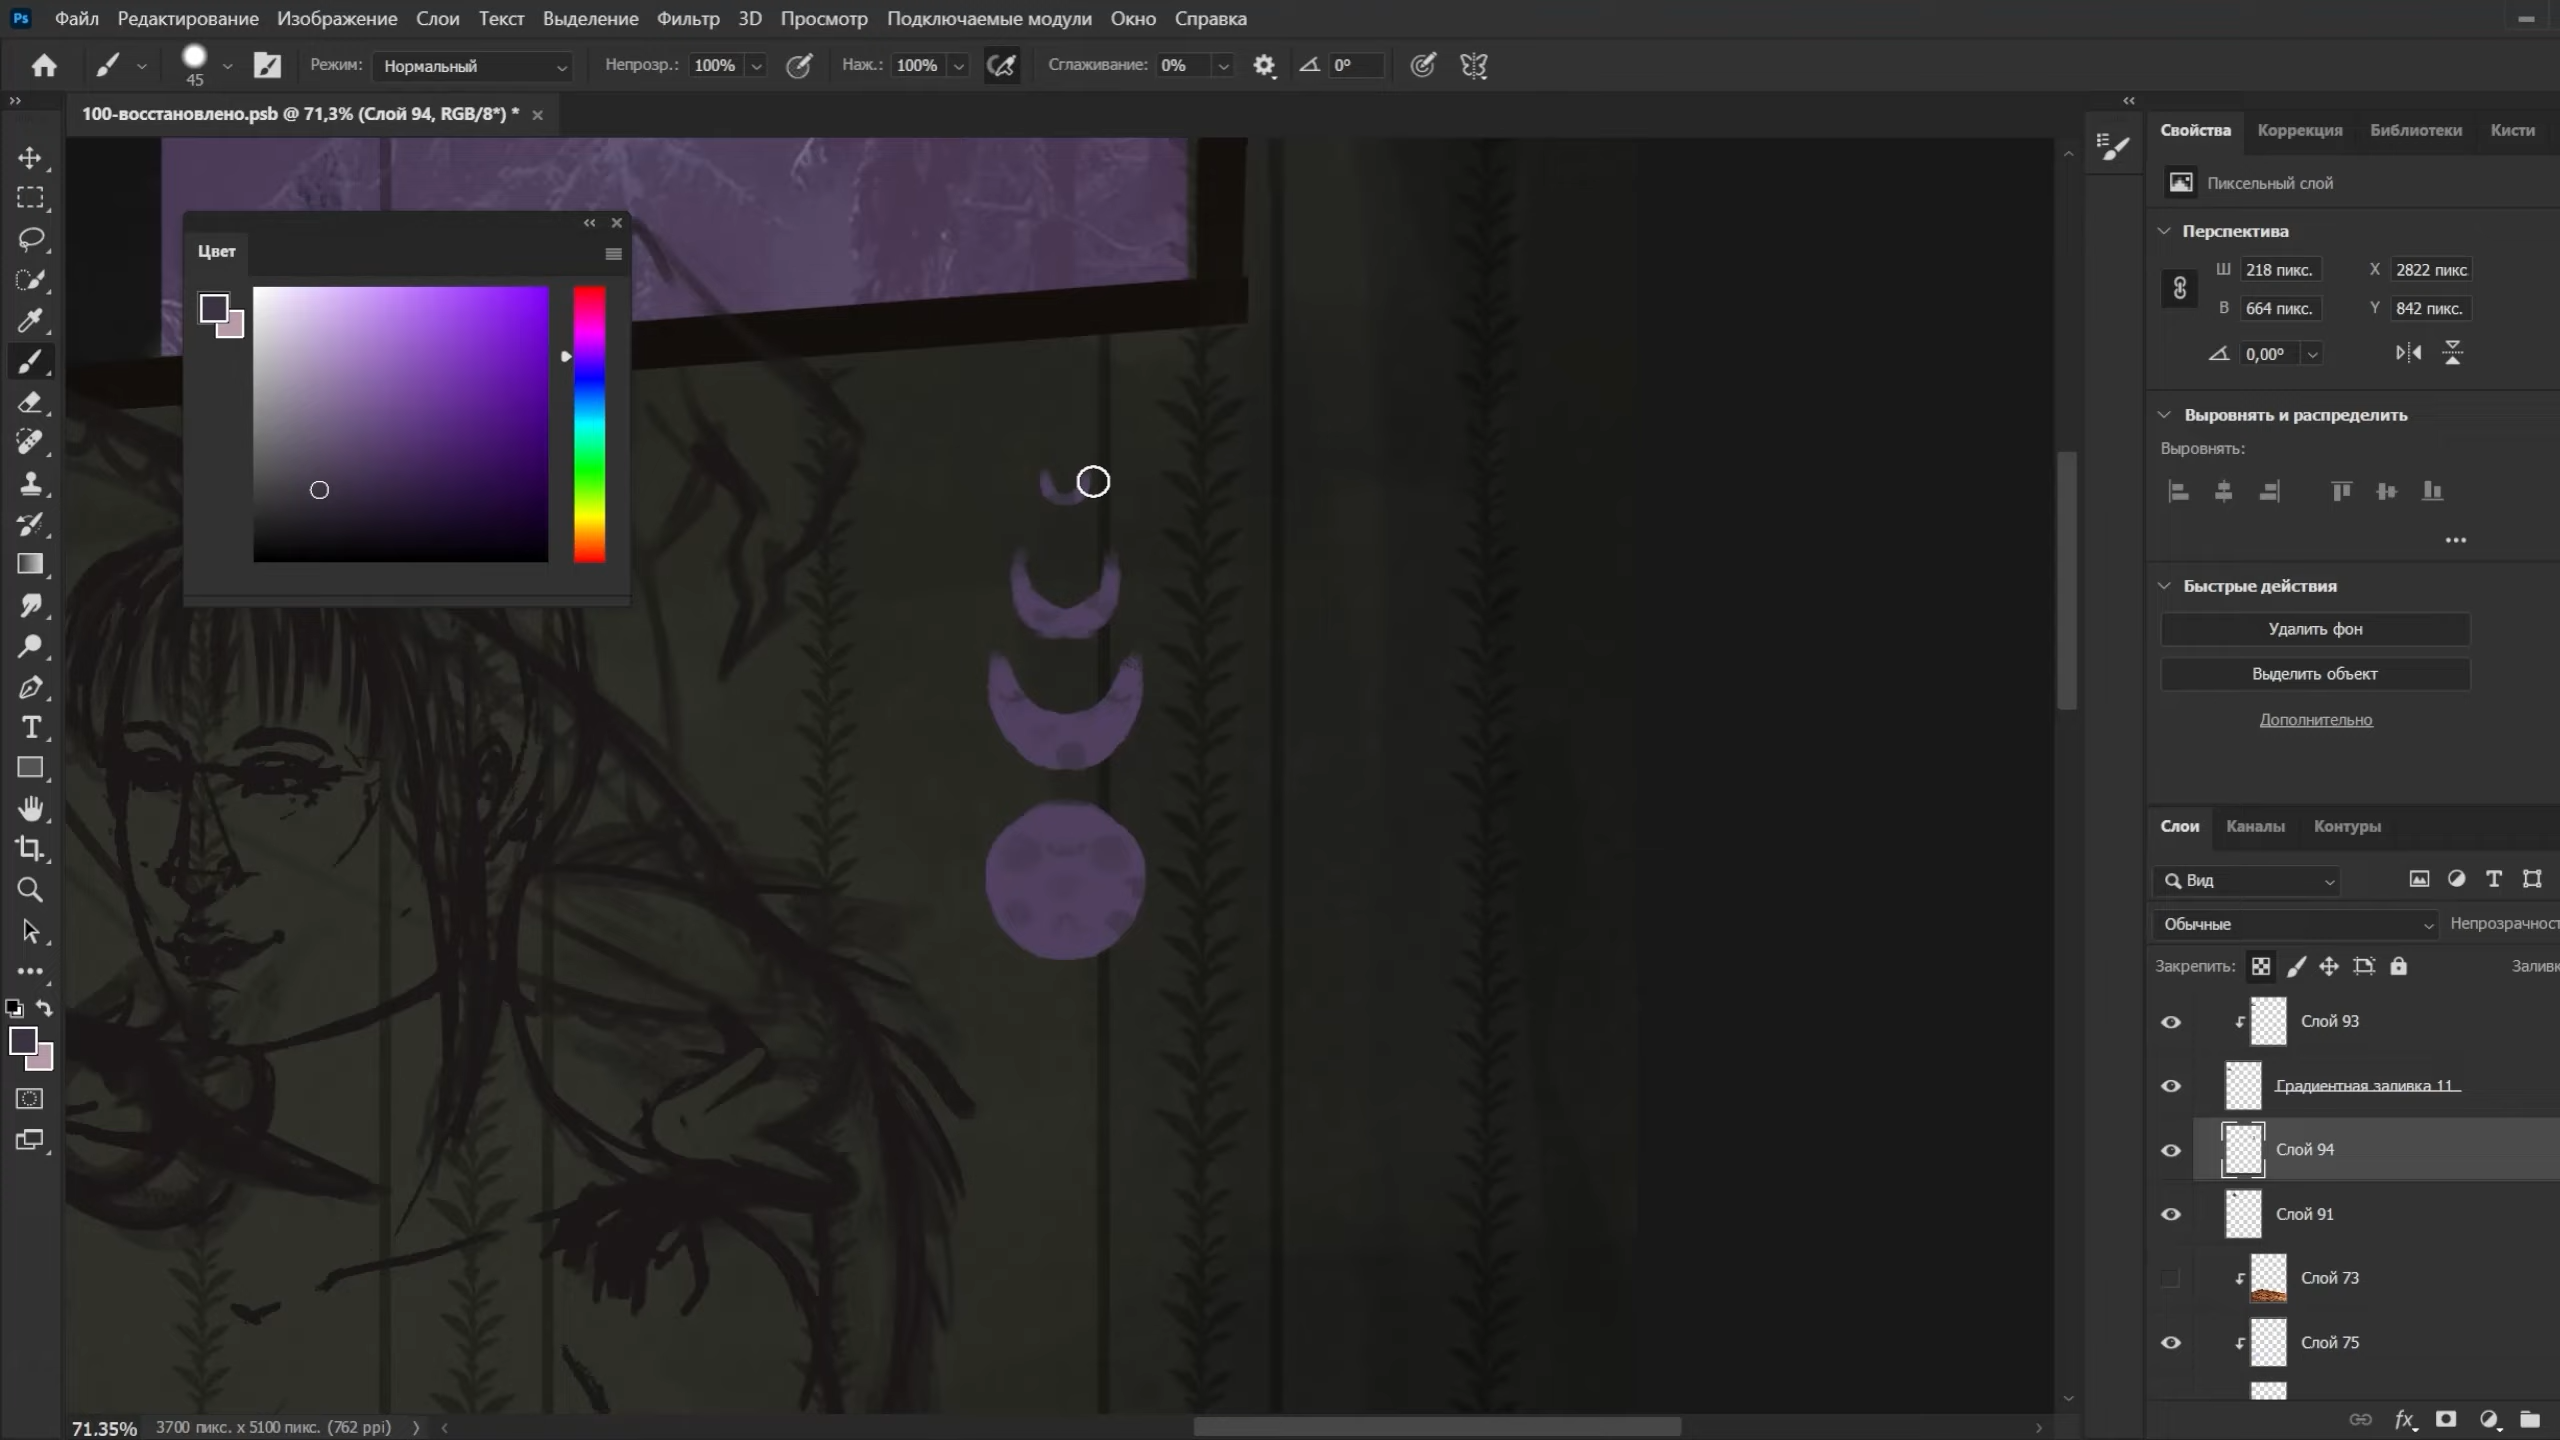 Ps Файл Редактирование Изображение Слои Текст Выделение Фильтр 3D Просмотр Подключаемые модули Окно Справка
45 Режим: Нормальный Непрозр.: 100% Наж.: 100% Сглаживание: 0% 0°
100-восстановлено.psb @ 71,3% (Слой 94, RGB/8*) *
Цвет
Свойства Коррекция Библиотеки Кисти
Пиксельный слой
Перспектива
Ш 218 пикс. X 2822 пикс
В 664 пикс. Y 842 пикс.
0,00°
Выровнять и распределить
Выровнять:
Быстрые действия
Удалить фон
Выделить объект
Дополнительно
Слои Каналы Контуры
Вид
Обычные Непрозрачност
Закрепить: Заливк
Слой 93
Градиентная заливка 11
Слой 94
Слой 91
Слой 73
Слой 75
fx
71,35% 3700 пикс. x 5100 пикс. (762 ppi)